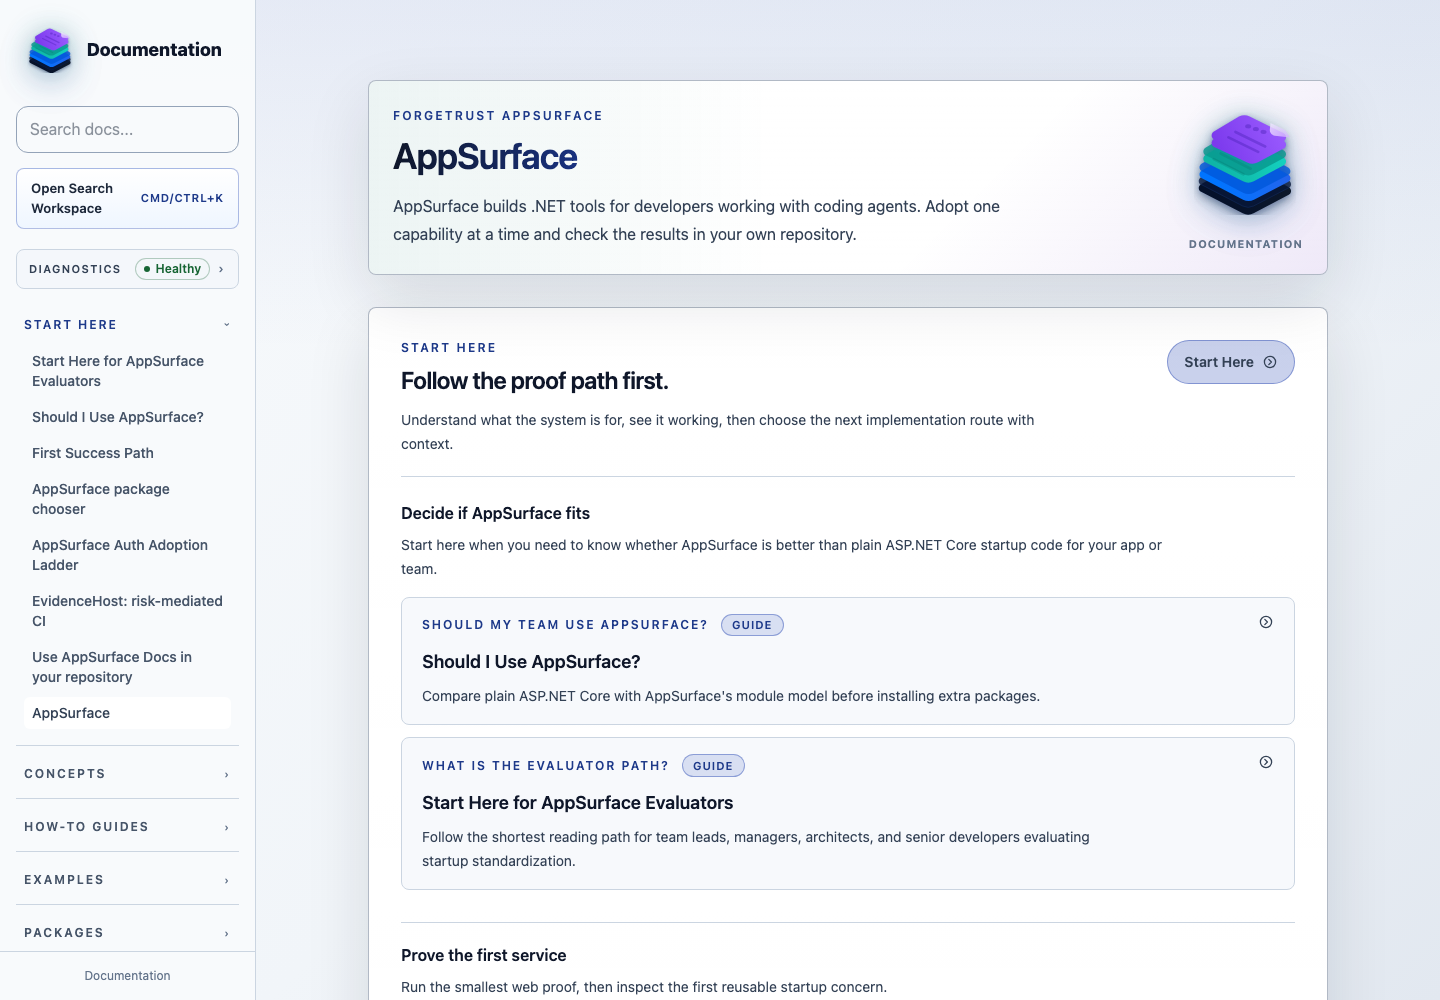 Documentation
Search docs...
Open Search
Workspace
CMD/CTRL+K
DIAGNOSTICS
Healthy
START HERE
Start Here for AppSurface
Evaluators
Should I Use AppSurface?
First Success Path
AppSurface package
chooser
AppSurface Auth Adoption
Ladder
EvidenceHost: risk-mediated
CI
Use AppSurface Docs in
your repository
AppSurface
CONCEPTS
HOW-TO GUIDES
EXAMPLES
PACKAGES
Documentation
FORGETRUST APPSURFACE
AppSurface
AppSurface builds .NET tools for developers working with coding agents. Adopt one
capability at a time and check the results in your own repository.
DOCUMENTATION
START HERE
Follow the proof path first.
Understand what the system is for, see it working, then choose the next implementation route with
context.
Start Here
Decide if AppSurface fits
Start here when you need to know whether AppSurface is better than plain ASP.NET Core startup code for your app or
team.
SHOULD MY TEAM USE APPSURFACE? GUIDE
Should I Use AppSurface?
Compare plain ASP.NET Core with AppSurface's module model before installing extra packages.
WHAT IS THE EVALUATOR PATH? GUIDE
Start Here for AppSurface Evaluators
Follow the shortest reading path for team leads, managers, architects, and senior developers evaluating
startup standardization.
Prove the first service
Run the smallest web proof, then inspect the first reusable startup concern.